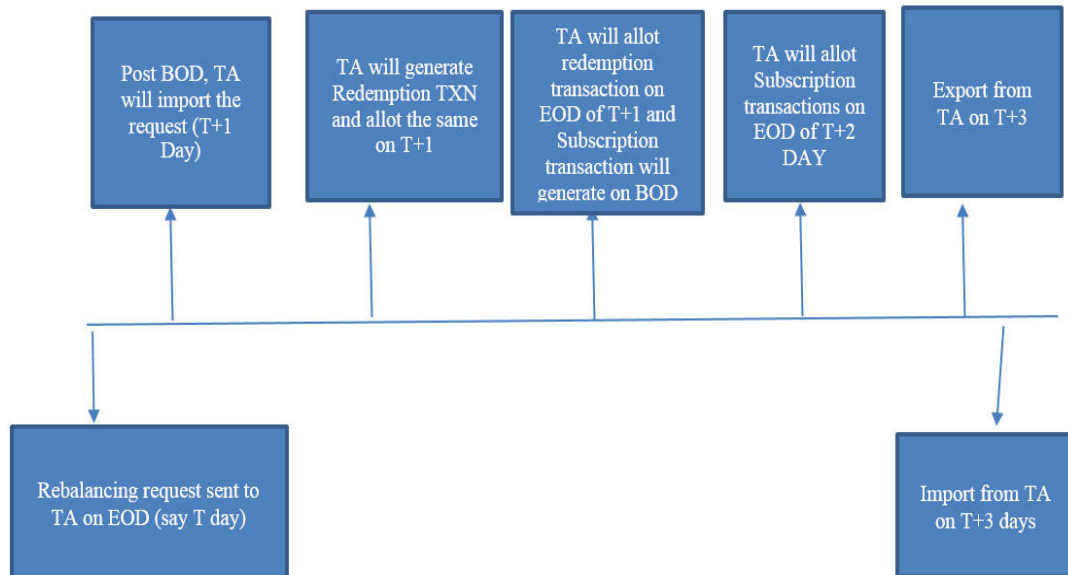 Post BOD, TA
will import the
request (T+1
Day)
TA will generate
Redemption TXN
and allot the same
on T+1
TA will allot
redemption
transaction on
EOD of T+1 and
Subscription
transaction will
generate on BOD
TA will allot
Subscription
transactions on
EOD of T+2
DAY
Export from
TA on T+3
Rebalancing request sent to
TA on EOD (say T day)
Import from TA
on T+3 days